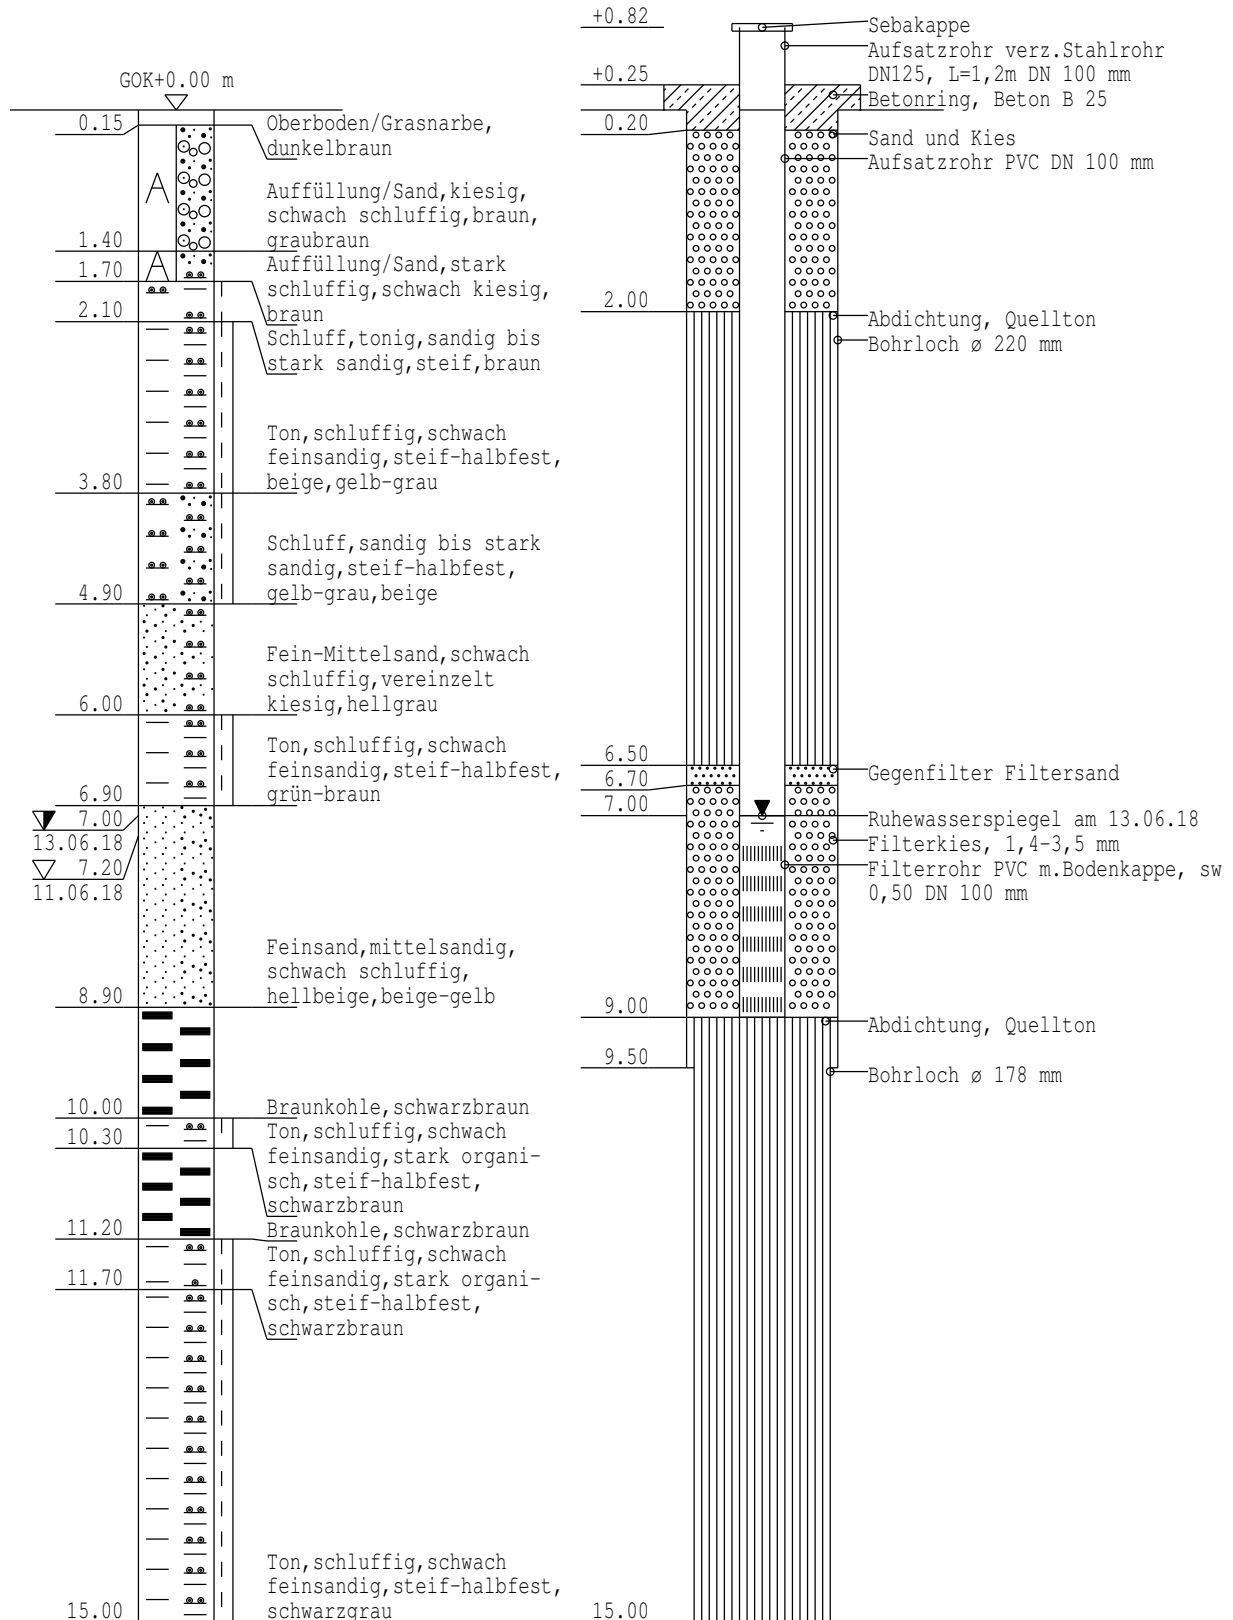 GOK+0.00 m
0.15
Oberboden/Grasnarbe,
dunkelbraun
A
Auffüllung/Sand,kiesig,
schwach schluffig,braun,
graubraun
1.40
A
Auffüllung/Sand,stark
schluffig,schwach kiesig,
braun
1.70
2.10
Schluff,tonig,sandig bis
stark sandig,steif,braun
Ton,schluffig,schwach
feinsandig,steif-halbfest,
beige,gelb-grau
3.80
Schluff,sandig bis stark
sandig,steif-halbfest,
gelb-grau,beige
4.90
Fein-Mittelsand,schwach
schluffig,vereinzelt
kiesig,hellgrau
6.00
Ton,schluffig,schwach
feinsandig,steif-halbfest,
grün-braun
6.90
7.00
13.06.18
7.20
11.06.18
Feinsand,mittelsandig,
schwach schluffig,
hellbeige,beige-gelb
8.90
10.00
Braunkohle,schwarzbraun
10.30
Ton,schluffig,schwach
feinsandig,stark organi-
sch,steif-halbfest,
schwarzbraun
11.20
Braunkohle,schwarzbraun
11.70
Ton,schluffig,schwach
feinsandig,stark organi-
sch,steif-halbfest,
schwarzbraun
Ton,schluffig,schwach
feinsandig,steif-halbfest,
schwarzgrau
15.00
+0.82
Sebakappe
Aufsatzrohr verz.Stahlrohr
DN125, L=1,2m DN 100 mm
+0.25
Betonring, Beton B 25
0.20
Sand und Kies
Aufsatzrohr PVC DN 100 mm
2.00
Abdichtung, Quellton
Bohrloch ø 220 mm
6.50
Gegenfilter Filtersand
6.70
7.00
Ruhewasserspiegel am 13.06.18
Filterkies, 1,4-3,5 mm
Filterrohr PVC m.Bodenkappe, sw
0,50 DN 100 mm
9.00
Abdichtung, Quellton
9.50
Bohrloch ø 178 mm
15.00